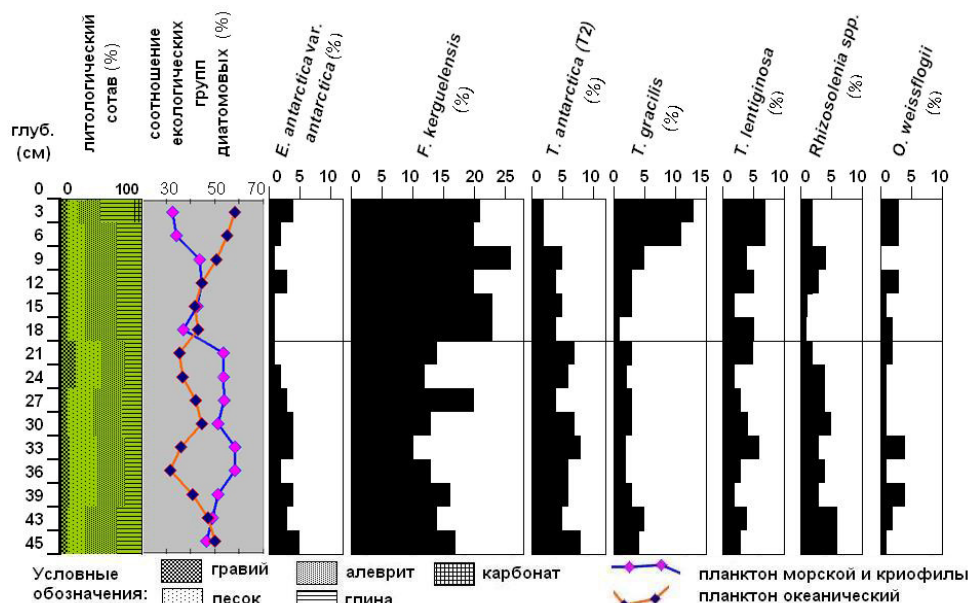 литологический
сотав (%)
соотношение
екологических
групп
диатомовых (%)
E. antarctica var.
antarctica (%)
F. kerguelensis
(%)
T. antarctica (T2)
(%)
T. gracilis
(%)
T. lentiginosa
(%)
Rhizosolenia spp.
(%)
O. weissflogii
(%)
глуб.
(см)
0 100 30 50 70 0 5 10 0 5 10 15 20 25 0 5 10 0 5 10 15 0 5 10 0 5 10 0 5 10
0
3
6
9
12
15
18
21
24
27
30
33
36
39
43
45
Условные
обозначения:
гравий
алеврит
карбонат
песок
глина
планктон морской и криофилы
планктон океанический